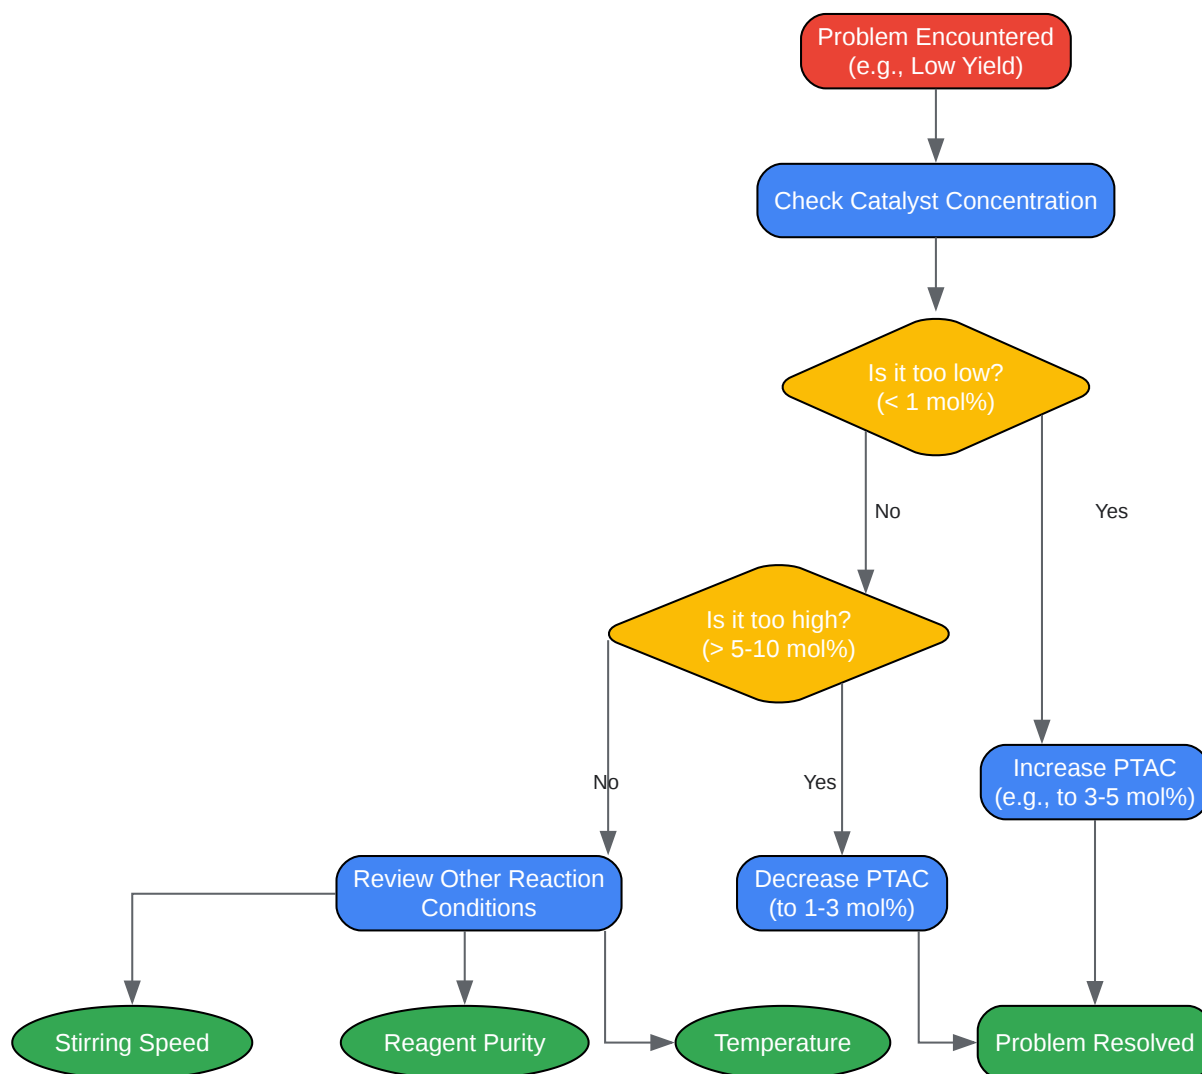 Problem Encountered
(e.g., Low Yield)
Check Catalyst Concentration
Is it too low?
(< 1 mol%)
No
Yes
Is it too high?
(> 5-10 mol%)
No
Yes
Increase PTAC
(e.g., to 3-5 mol%)
Review Other Reaction
Conditions
Decrease PTAC
(to 1-3 mol%)
Stirring Speed
Reagent Purity
Temperature
Problem Resolved